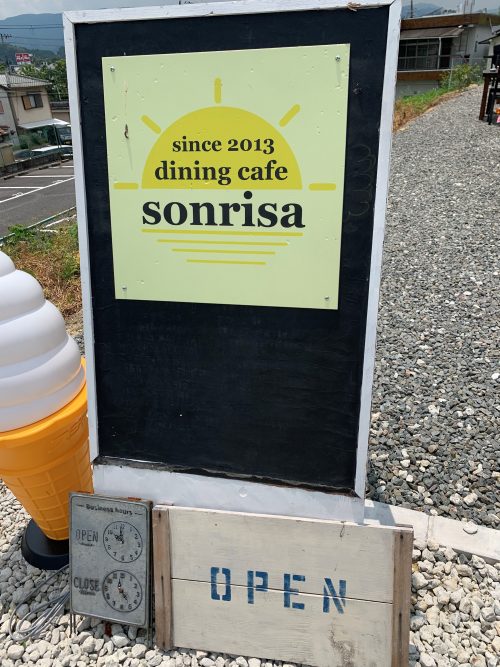 since 2013
dining cafe
sonrisa
Business hours
OPEN
CLOSE
OPEN